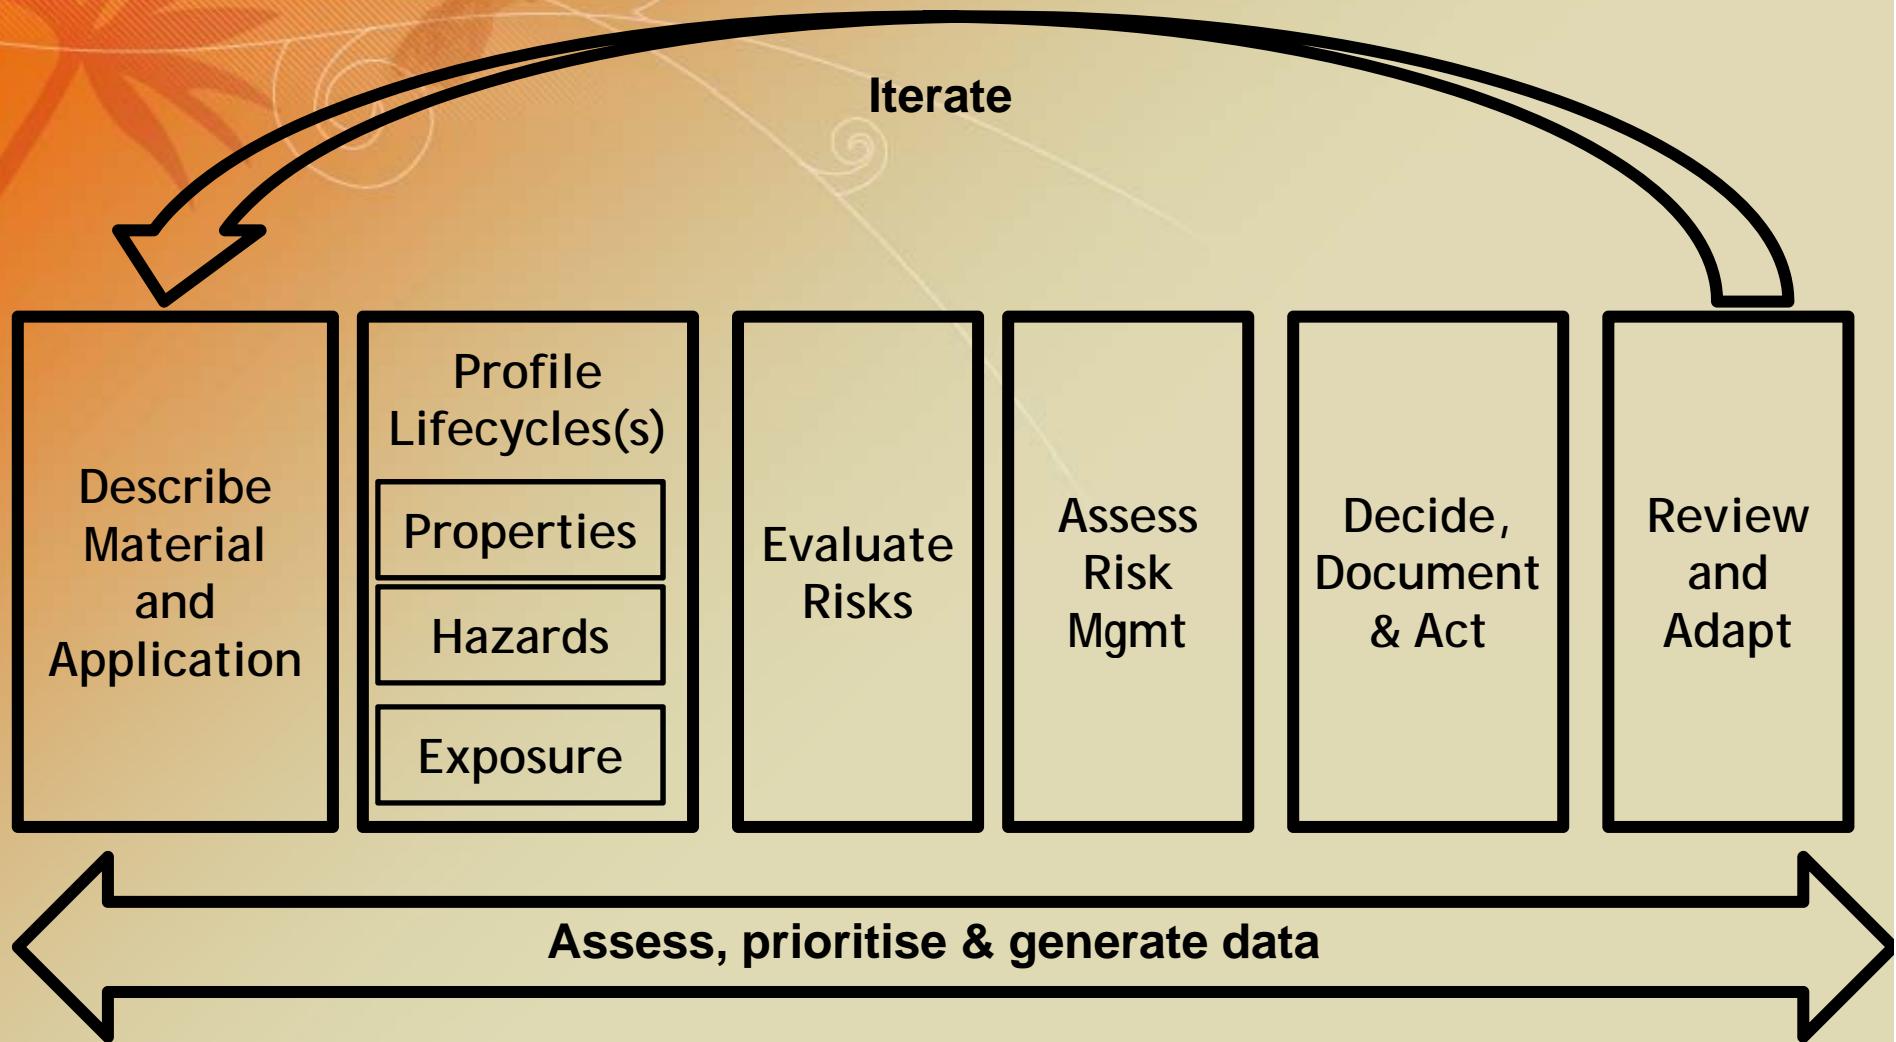 Iterate
Describe
Material
and
Application
Profile
Lifecycles(s)
Properties
Hazards
Exposure
Evaluate
Risks
Assess
Risk
Mgmt
Decide,
Document
& Act
Review
and
Adapt
Assess, prioritise & generate data